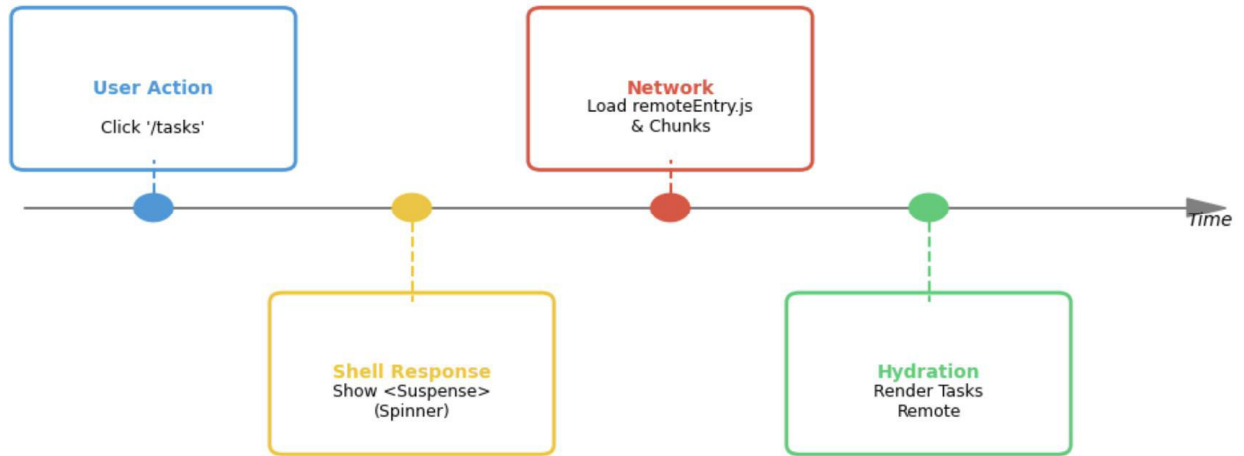 User Action
Click '/tasks'
Network
Load remoteEntry.js
& Chunks
Time
Shell Response
Show <Suspense>
(Spinner)
Hydration
Render Tasks
Remote